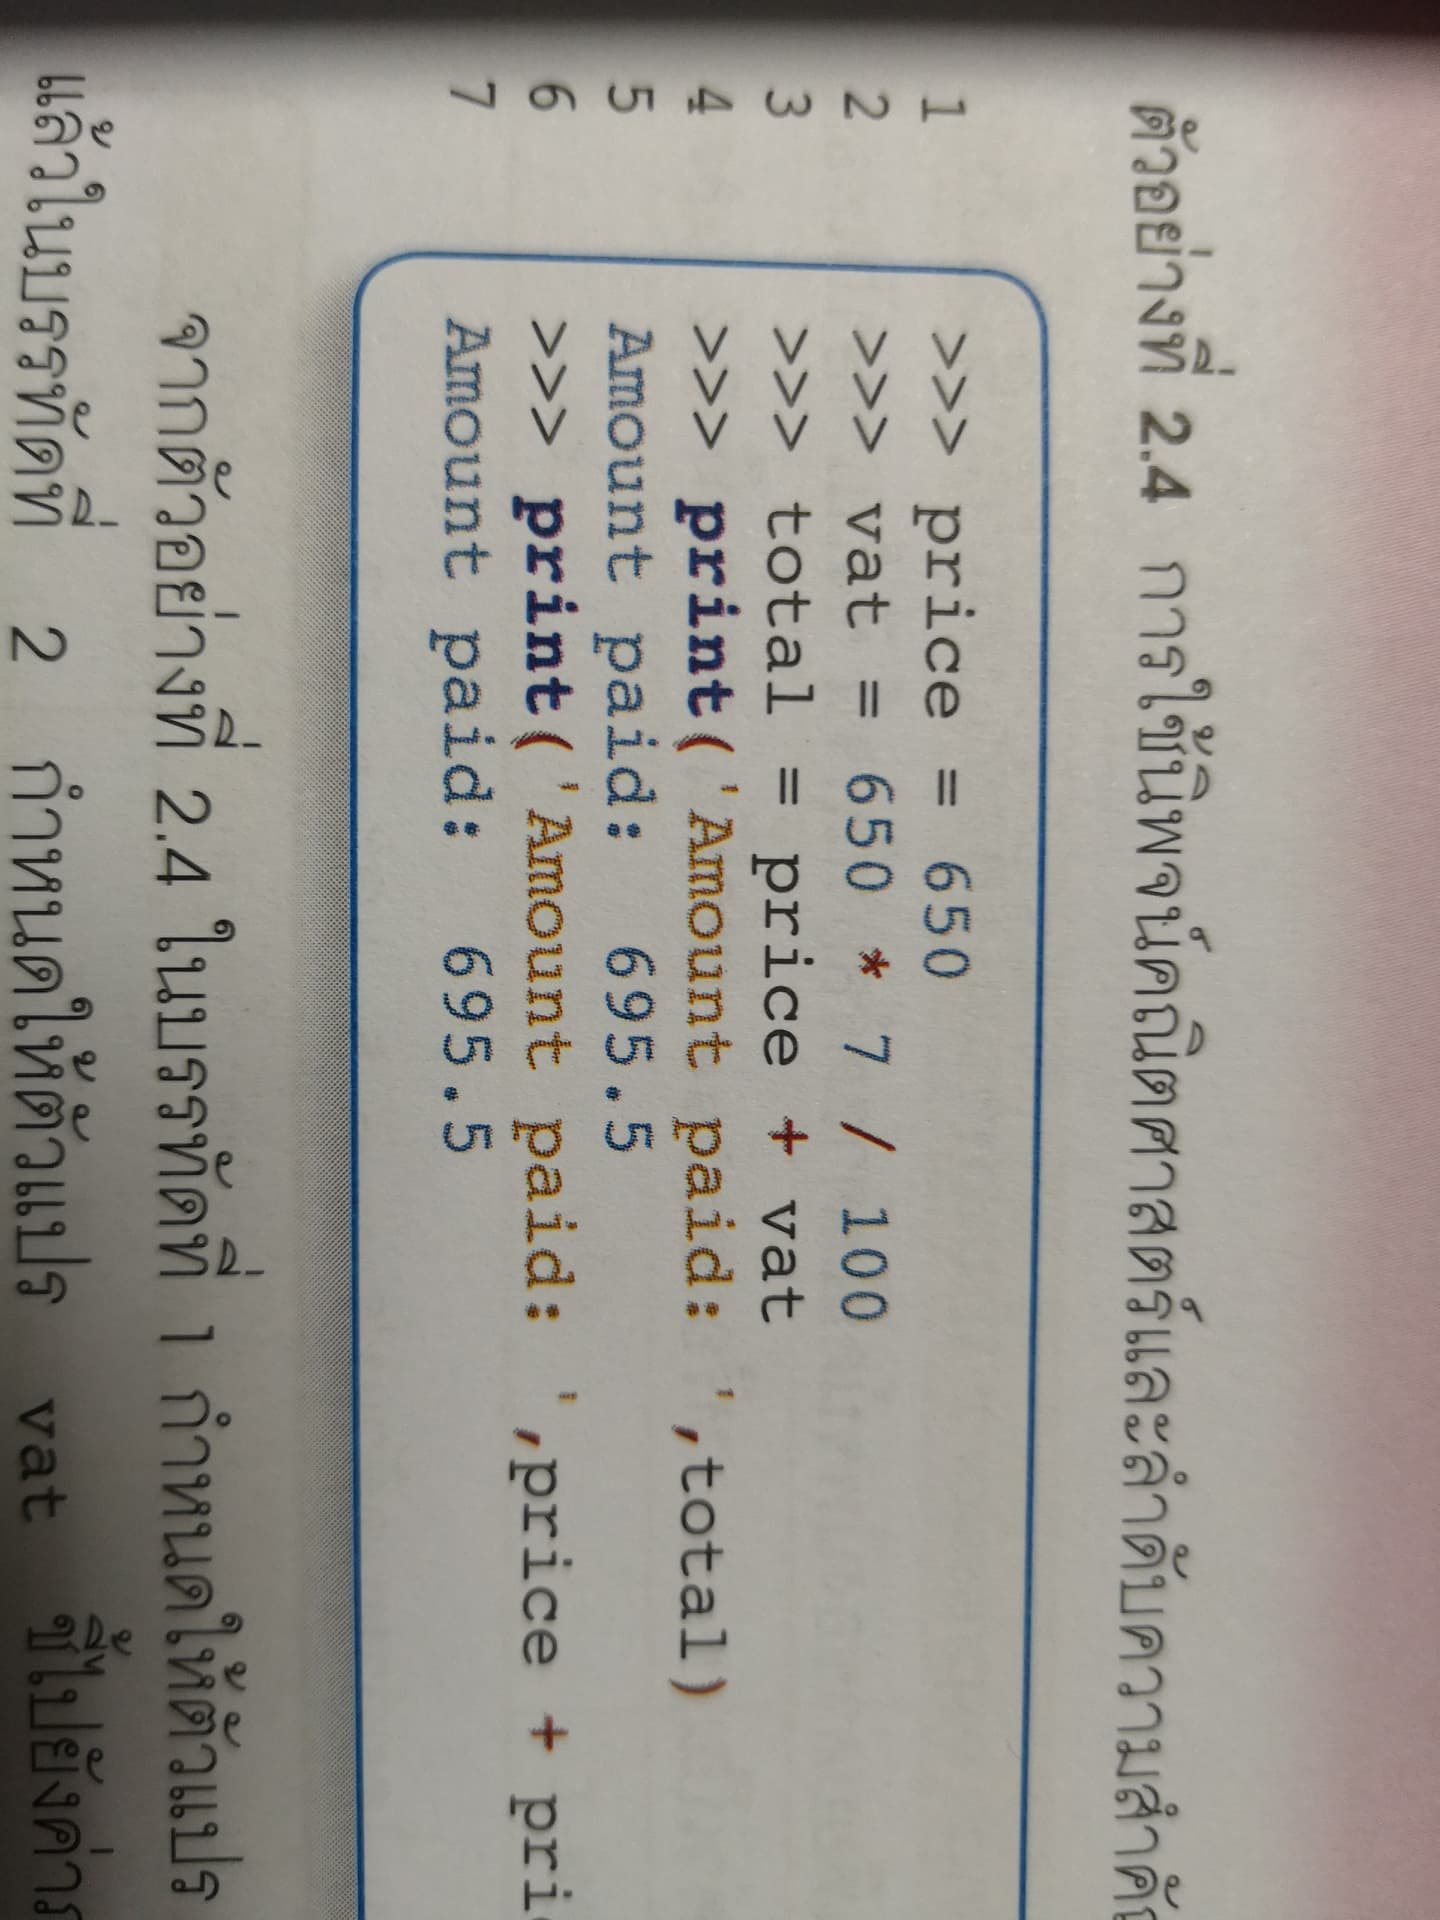 ตัวอย่างที่ 2.4 การใช้นิพจน์คณิตศาสตร์และลำดับความสำคั
1 >>> price = 650
2 >>> vat = 650 * 7 / 100
3 >>> total = price + vat
4 >>> print('Amount paid: ',total)
5 Amount paid: 695.5
6 >>> print('Amount paid: ',price + pri
7 Amount paid: 695.5
จากตัวอย่างที่ 2.4 ในบรรทัดที่ 1 กำหนดให้ตัวแปร
แล้วในบรรทัดที่ 2 กำหนดให้ตัวแปร vat ชี้ไปยังค่า